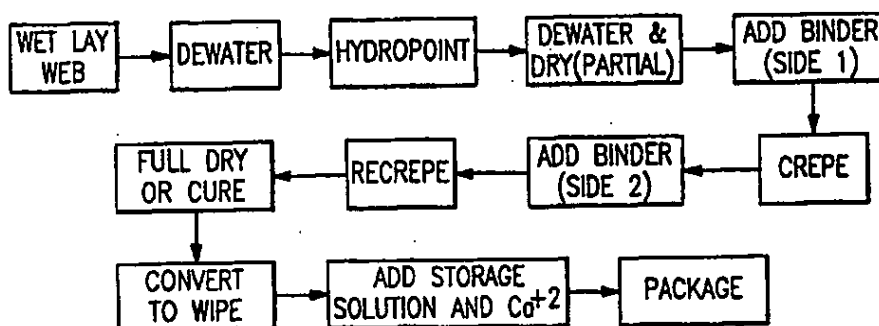 WET LAY
WEB
DEWATER
HYDROPOINT
DEWATER &
DRY(PARTIAL)
ADD BINDER
(SIDE 1)
CREPE
ADD BINDER
(SIDE 2)
RECREPE
FULL DRY
OR CURE
CONVERT
TO WIPE
ADD STORAGE
SOLUTION AND Ca+2
PACKAGE